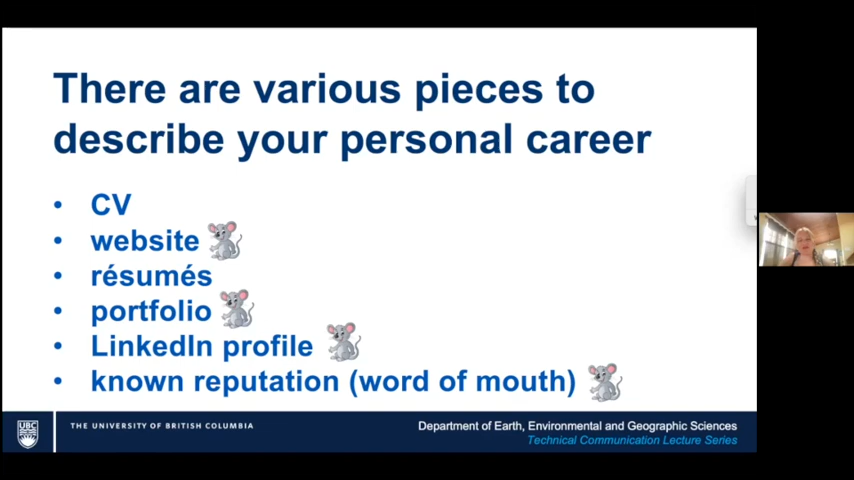 There are various pieces to
describe your personal career
• CV
• website
• résumés
• portfolio
• LinkedIn profile
• known reputation (word of mouth)
UBC
THE UNIVERSITY OF BRITISH COLUMBIA
Department of Earth, Environmental and Geographic Sciences
Technical Communication Lecture Series